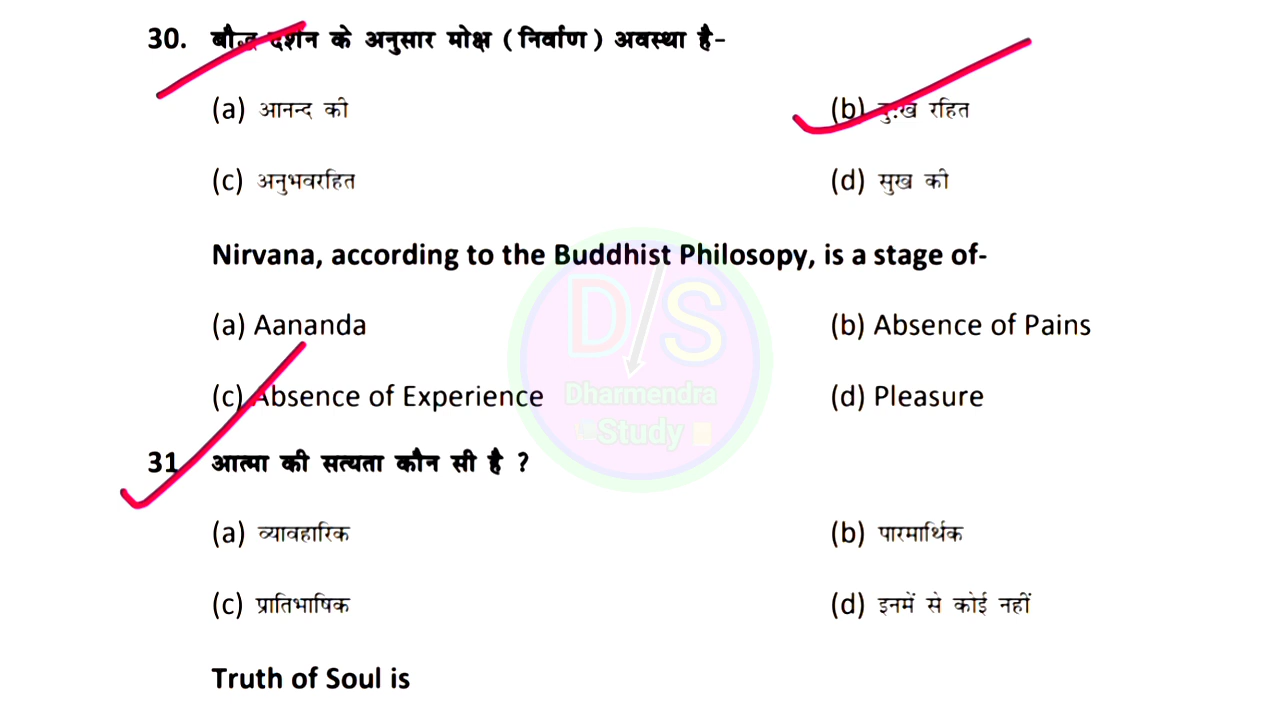 30. बौद्ध दर्शन के अनुसार मोक्ष ( निर्वाण ) अवस्था है-
(a) आनन्द की (b) दुःख रहित
(c) अनुभवरहित (d) सुख की
Nirvana, according to the Buddhist Philosopy, is a stage of-
(a) Aananda (b) Absence of Pains
(c) Absence of Experience (d) Pleasure
D S
Dharmendra
Study
31 आत्मा की सत्यता कौन सी है ?
(a) व्यावहारिक (b) पारमार्थिक
(c) प्रातिभाषिक (d) इनमें से कोई नहीं
Truth of Soul is